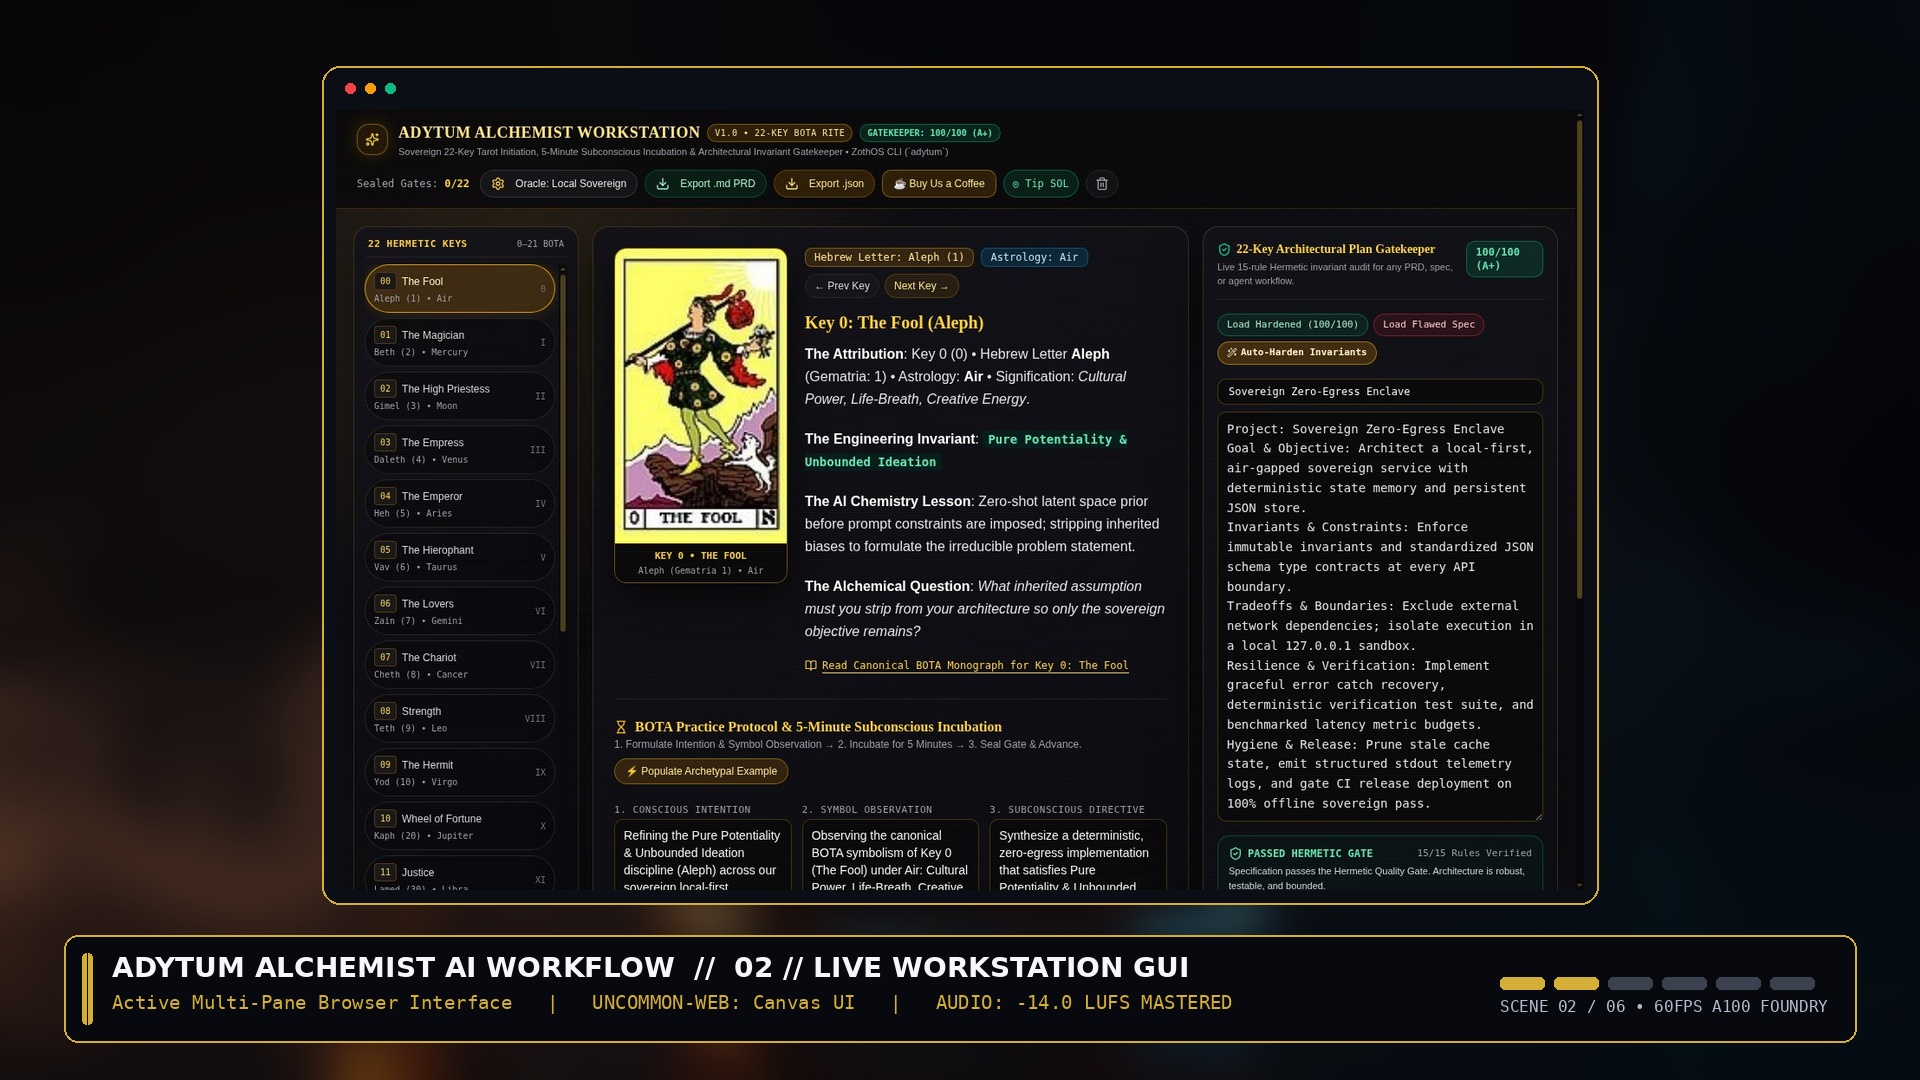 ADYTUM ALCHEMIST WORKSTATION
V1.0 • 22-KEY BOTA RITE
GATEKEEPER: 100/100 (A+)
Sovereign 22-Key Tarot Initiation, 5-Minute Subconscious Incubation & Architectural Invariant Gatekeeper • ZothOS CLI (`adytum`)
Sealed Gates: 0/22
Oracle: Local Sovereign
Export .md PRD
Export .json
☕ Buy Us a Coffee
◎ Tip SOL
22 HERMETIC KEYS
0–21 BOTA
00 The Fool
Aleph (1) • Air
0
01 The Magician
Beth (2) • Mercury
I
02 The High Priestess
Gimel (3) • Moon
II
03 The Empress
Daleth (4) • Venus
III
04 The Emperor
Heh (5) • Aries
IV
05 The Hierophant
Vav (6) • Taurus
V
06 The Lovers
Zain (7) • Gemini
VI
07 The Chariot
Cheth (8) • Cancer
VII
08 Strength
Teth (9) • Leo
VIII
09 The Hermit
Yod (10) • Virgo
IX
10 Wheel of Fortune
Kaph (20) • Jupiter
X
11 Justice
Lamed (30) • Libra
XI
0 THE FOOL א
KEY 0 • THE FOOL
Aleph (Gematria 1) • Air
Hebrew Letter: Aleph (1)
Astrology: Air
← Prev Key
Next Key →
Key 0: The Fool (Aleph)
The Attribution: Key 0 (0) • Hebrew Letter Aleph
(Gematria: 1) • Astrology: Air • Signification: Cultural
Power, Life-Breath, Creative Energy.
The Engineering Invariant: Pure Potentiality &
Unbounded Ideation
The AI Chemistry Lesson: Zero-shot latent space prior
before prompt constraints are imposed; stripping inherited
biases to formulate the irreducible problem statement.
The Alchemical Question: What inherited assumption
must you strip from your architecture so only the sovereign
objective remains?
Read Canonical BOTA Monograph for Key 0: The Fool
BOTA Practice Protocol & 5-Minute Subconscious Incubation
1. Formulate Intention & Symbol Observation → 2. Incubate for 5 Minutes → 3. Seal Gate & Advance.
⚡ Populate Archetypal Example
1. CONSCIOUS INTENTION
Refining the Pure Potentiality
& Unbounded Ideation
discipline (Aleph) across our
sovereign local-first
2. SYMBOL OBSERVATION
Observing the canonical
BOTA symbolism of Key 0
(The Fool) under Air: Cultural
Power, Life-Breath, Creative
3. SUBCONSCIOUS DIRECTIVE
Synthesize a deterministic,
zero-egress implementation
that satisfies Pure
Potentiality & Unbounded
22-Key Architectural Plan Gatekeeper
Live 15-rule Hermetic invariant audit for any PRD, spec,
or agent workflow.
100/100
(A+)
Load Hardened (100/100)
Load Flawed Spec
Auto-Harden Invariants
Sovereign Zero-Egress Enclave
Project: Sovereign Zero-Egress Enclave
Goal & Objective: Architect a local-first,
air-gapped sovereign service with
deterministic state memory and persistent
JSON store.
Invariants & Constraints: Enforce
immutable invariants and standardized JSON
schema type contracts at every API
boundary.
Tradeoffs & Boundaries: Exclude external
network dependencies; isolate execution in
a local 127.0.0.1 sandbox.
Resilience & Verification: Implement
graceful error catch recovery,
deterministic verification test suite, and
benchmarked latency metric budgets.
Hygiene & Release: Prune stale cache
state, emit structured stdout telemetry
logs, and gate CI release deployment on
100% offline sovereign pass.
PASSED HERMETIC GATE
15/15 Rules Verified
Specification passes the Hermetic Quality Gate. Architecture is robust,
testable, and bounded.
ADYTUM ALCHEMIST AI WORKFLOW // 02 // LIVE WORKSTATION GUI
Active Multi-Pane Browser Interface | UNCOMMON-WEB: Canvas UI | AUDIO: -14.0 LUFS MASTERED
SCENE 02 / 06 • 60FPS A100 FOUNDRY